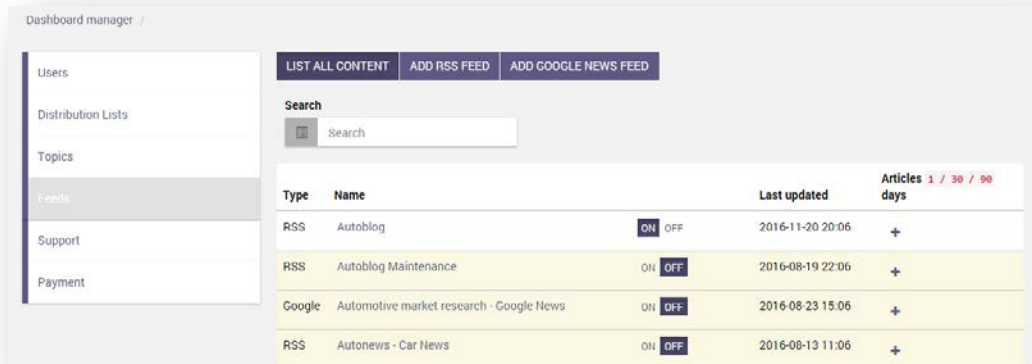 Dashboard manager /
Users
Distribution Lists
Topics
Feeds
Support
Payment
LIST ALL CONTENT ADD RSS FEED ADD GOOGLE NEWS FEED
Search
Search
Type Name Last updated Articles 1 / 30 / 90 days
RSS Autoblog ON OFF 2016-11-20 20:06 +
RSS Autoblog Maintenance ON OFF 2016-08-19 22:06 +
Google Automotive market research - Google News ON OFF 2016-08-23 15:06 +
RSS Autonews - Car News ON OFF 2016-08-13 11:06 +